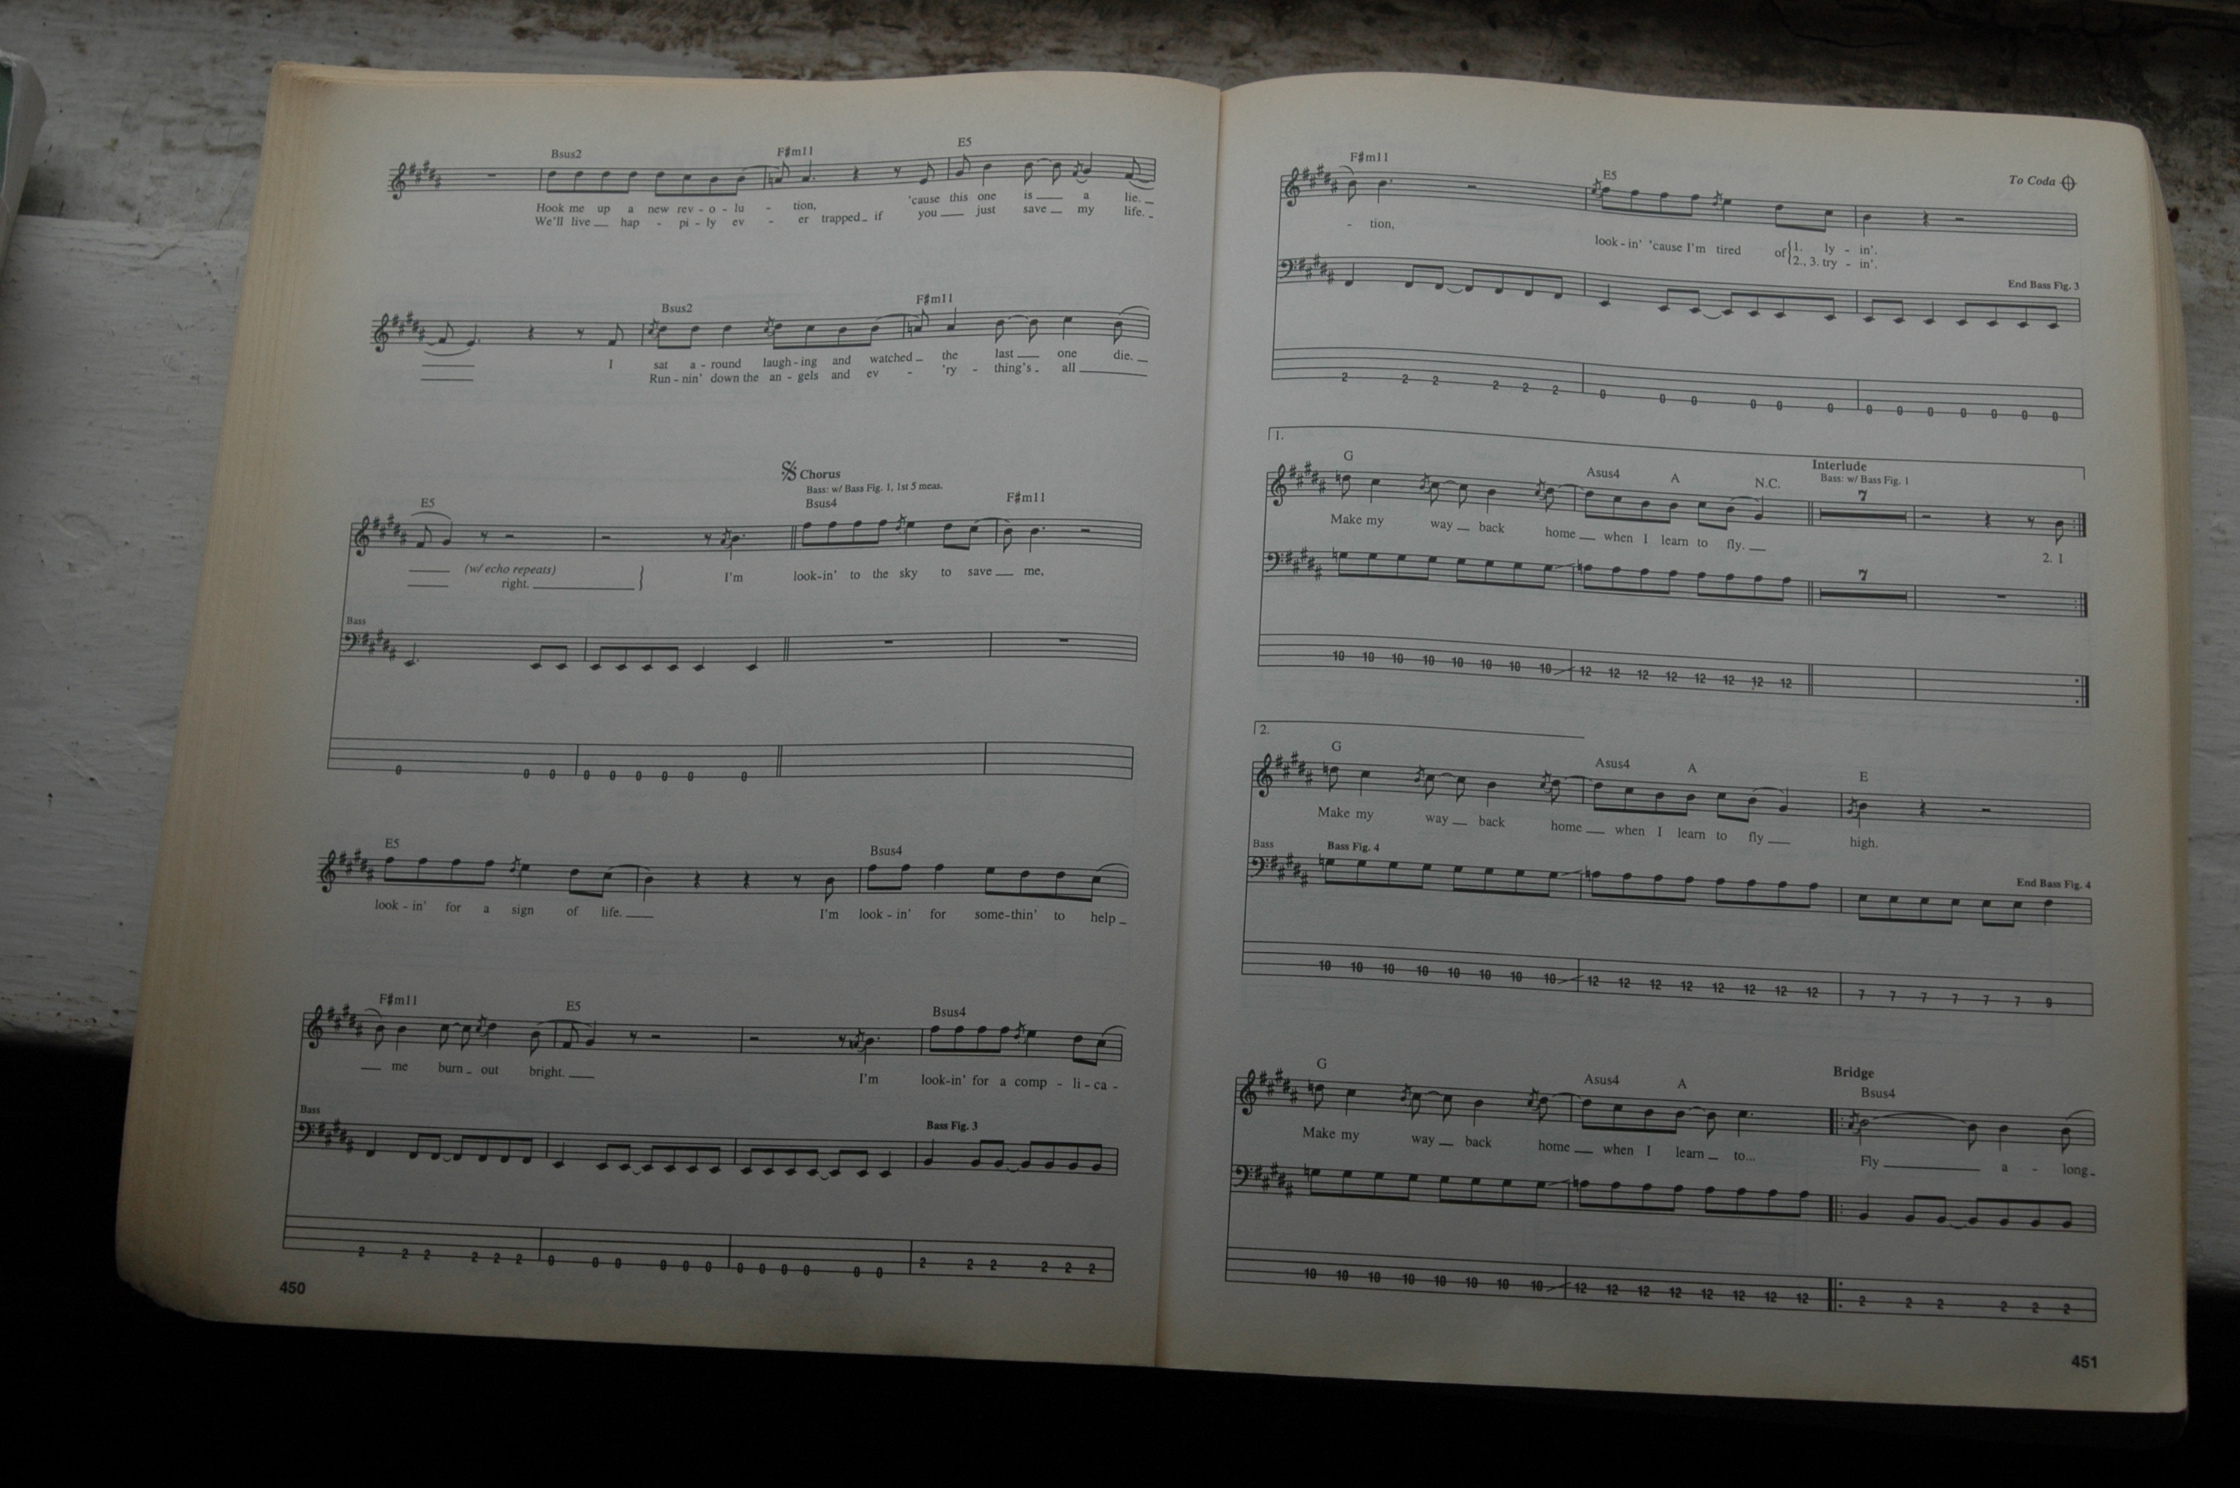 Bsus2 F#m11 E5
Hook me up a new rev - o - lu - tion, 'cause this one is a lie.
We'll live hap - pi - ly ev - er trapped if you just save my life.
Bsus2 F#m11
I sat a - round laugh - ing and watched the last one die.
Run - nin' down the an - gels and ev - 'ry - thing's all
Chorus
Bass: w/ Bass Fig. 1, 1st 5 meas.
E5 Bsus4 F#m11
(w/ echo repeats)
right. I'm look-in' to the sky to save me,
Bass
0 0 0 0 0 0 0 0 0
E5 Bsus4
look - in' for a sign of life. I'm look - in' for some-thin' to help
F#m11 E5 Bsus4
me burn out bright. I'm look-in' for a comp - li - ca -
Bass Bass Fig. 3
2 2 2 2 2 2 0 0 0 0 0 0 0 0 0 0 0 0 2 2 2 2 2 2
450
F#m11 E5 To Coda
- tion, look - in' 'cause I'm tired of { 1. ly - in'.
2., 3. try - in'.
End Bass Fig. 3
2 2 2 2 2 2 0 0 0 0 0 0 0 0 0 0 0 0 0
1.
G Asus4 A N.C. Interlude
Bass: w/ Bass Fig. 1
7
Make my way back home when I learn to fly. 2. I
7
10 10 10 10 10 10 10 10 12 12 12 12 12 12 12 12
2.
G Asus4 A E
Make my way back home when I learn to fly high.
Bass Bass Fig. 4 End Bass Fig. 4
10 10 10 10 10 10 10 10 12 12 12 12 12 12 12 12 7 7 7 7 7 7 9
G Asus4 A Bridge
Bsus4
Make my way back home when I learn to... Fly a - long
10 10 10 10 10 10 10 10 12 12 12 12 12 12 12 12 2 2 2 2 2 2
451